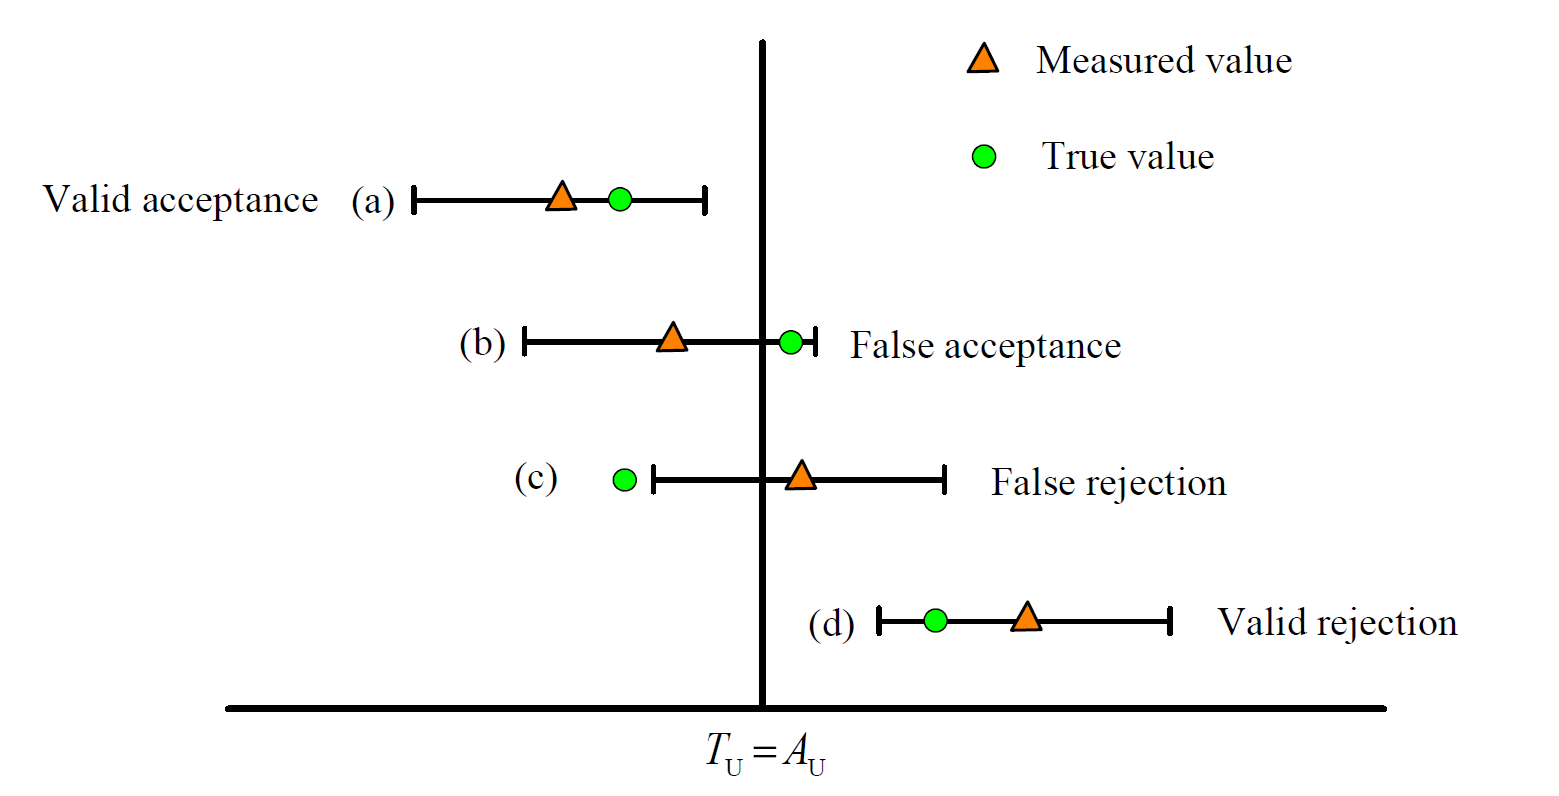 Measured value
True value
Valid acceptance (a)
(b) False acceptance
(c) False rejection
(d) Valid rejection
T_U = A_U